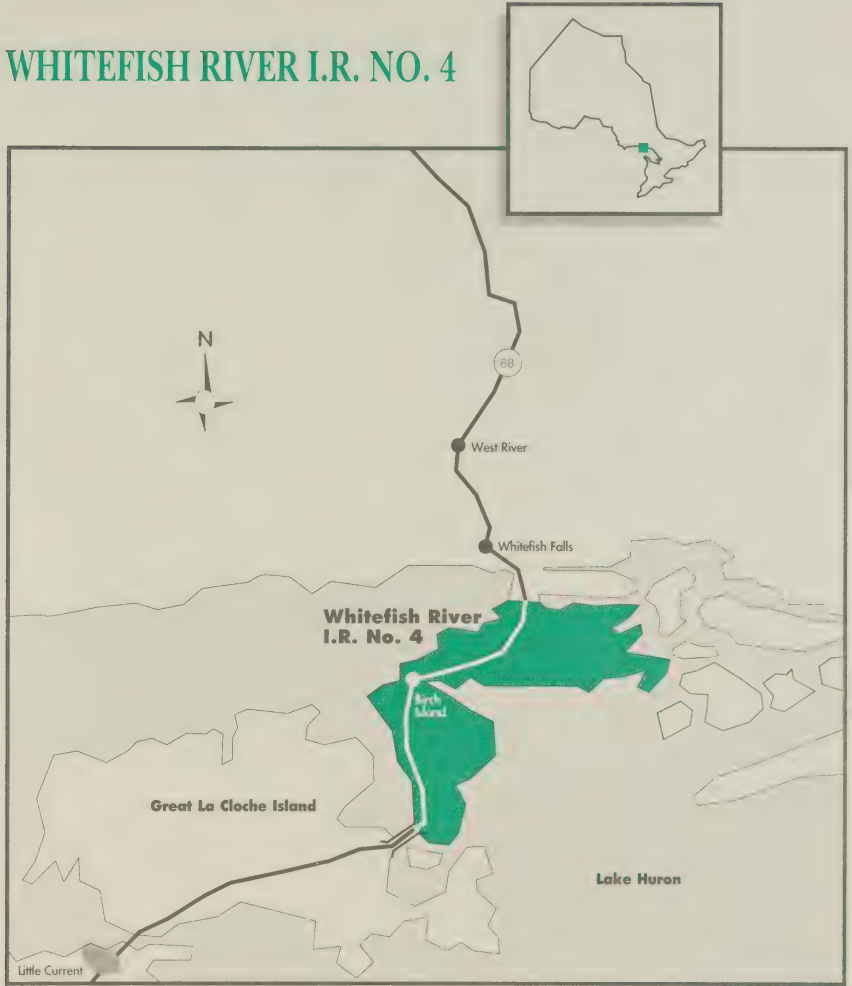 WHITEFISH RIVER I.R. NO. 4
N
68
West River
Whitefish Falls
Whitefish River
I.R. No. 4
Birch
Island
Great La Cloche Island
Lake Huron
Little Current